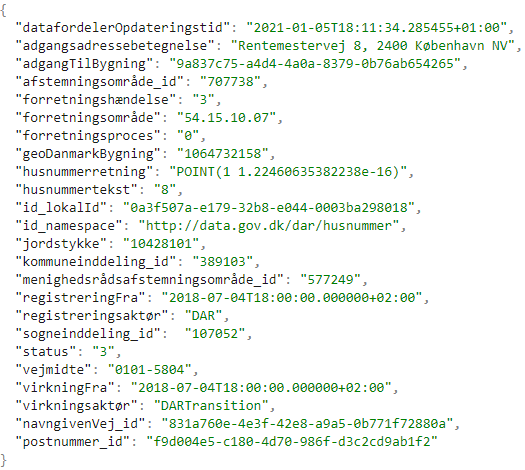 {
"datafordelerOpdateringstid": "2021-01-05T18:11:34.285455+01:00",
"adgangsadressebetegnelse": "Rentemestervej 8, 2400 København NV",
"adgangTilBygning": "9a837c75-a4d4-4a0a-8379-0b76ab654265",
"afstemningsområde_id": "707738",
"forretningshændelse": "3",
"forretningsområde": "54.15.10.07",
"forretningsproces": "0",
"geoDanmarkBygning": "1064732158",
"husnummerretning": "POINT(1 1.22460635382238e-16)",
"husnummertekst": "8",
"id_lokalId": "0a3f507a-e179-32b8-e044-0003ba298018",
"id_namespace": "http://data.gov.dk/dar/husnummer",
"jordstykke": "10428101",
"kommuneinddeling_id": "389103",
"menighedsrådsafstemningsområde_id": "577249",
"registreringFra": "2018-07-04T18:00:00.000000+02:00",
"registreringsaktør": "DAR",
"sogneinddeling_id":  "107052",
"status": "3",
"vejmidte": "0101-5804",
"virkningFra": "2018-07-04T18:00:00.000000+02:00",
"virkningsaktør": "DARTransition",
"navngivenVej_id": "831a760e-4e3f-42e8-a9a5-0b771f72880a",
"postnummer_id": "f9d004e5-c180-4d70-986f-d3c2cd9ab1f2"
}